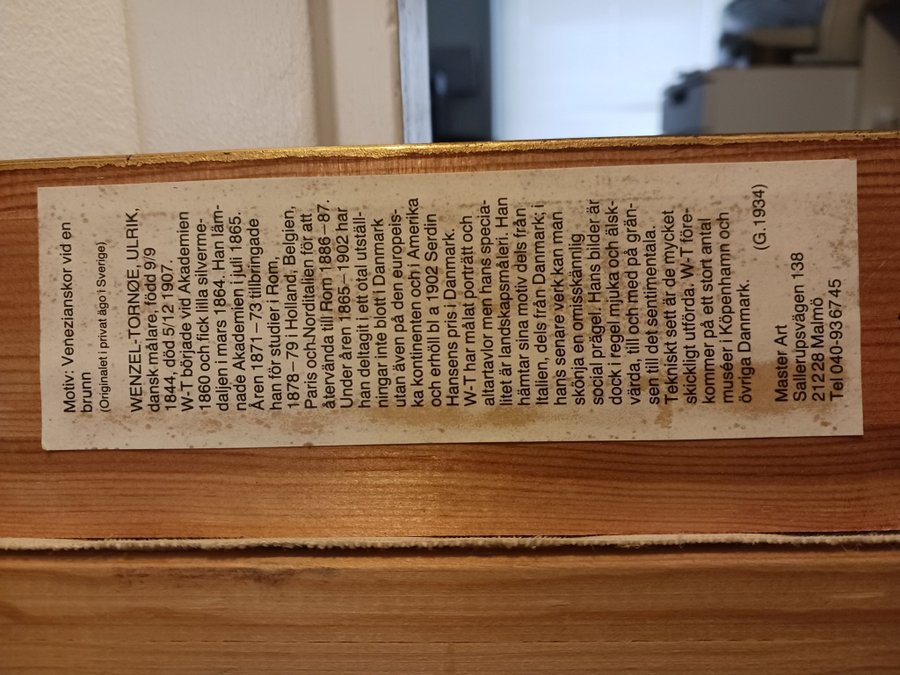 Motiv: Venezianskor vid en
brunn
(Originalet i privat ägo i Sverige)
WENZEL-TORNØE, ULRIK,
dansk målare, född 9/9
1844, död 5/12 1907.
W-T började vid Akademien
1860 och fick lilla silverme-
daljen i mars 1864. Han läm-
nade Akademien i juli 1865.
Åren 1871–73 tillbringade
han för studier i Rom,
1878–79 i Holland, Belgien,
Paris och Norditalien för att
återvända till Rom 1886–87.
Under åren 1865–1902 har
han deltagit i ett otal utställ-
ningar inte blott i Danmark
utan även på den europeis-
ka kontinenten och i Amerika
och erhöll bl a 1902 Serdin
Hansens pris i Danmark.
W-T har målat porträtt och
altartavlor men hans specia-
litet är landskapsmåleri. Han
hämtar sina motiv dels från
Italien, dels från Danmark; i
hans senare verk kan man
skönja en omisskännlig
social prägel. Hans bilder är
dock i regel mjuka och älsk-
värda, till och med på grän-
sen till det sentimentala.
Tekniskt sett är de mycket
skickligt utförda. W-T före-
kommer på ett stort antal
muséer i Köpenhamn och
övriga Danmark.
(G.1934)
Master Art
Sallerupsvägen 138
21228 Malmö
Tel 040-936745